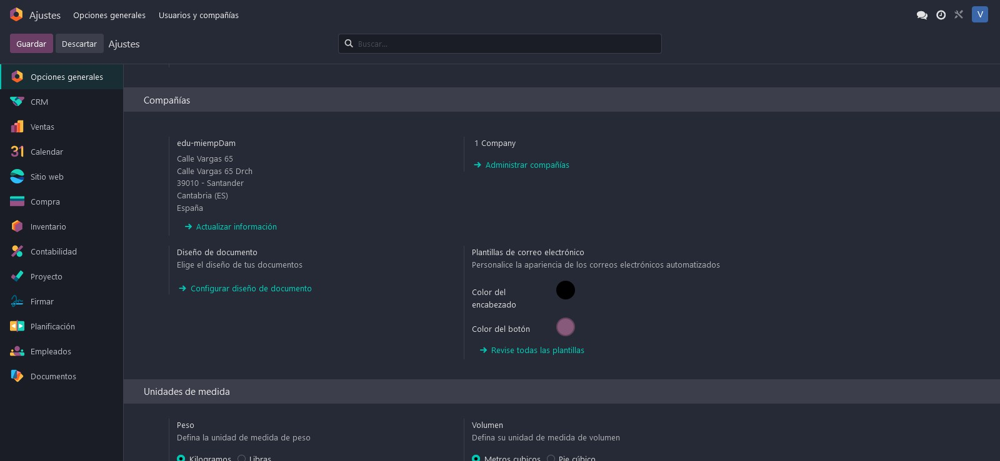 Ajustes Opciones generales Usuarios y compañías V
Guardar Descartar Ajustes Buscar...
Opciones generales
CRM
Ventas
31 Calendar
Sitio web
Compra
Inventario
Contabilidad
Proyecto
Firmar
Planificación
Empleados
Documentos
Compañías
edu-miempDam
Calle Vargas 65
Calle Vargas 65 Drch
39010 - Santander
Cantabria (ES)
España
Actualizar información
1 Company
Administrar compañías
Diseño de documento
Elige el diseño de tus documentos
Configurar diseño de documento
Plantillas de correo electrónico
Personalice la apariencia de los correos electrónicos automatizados
Color del
encabezado
Color del botón
Revise todas las plantillas
Unidades de medida
Peso
Defina la unidad de medida de peso
Kilogramos Libras
Volumen
Defina su unidad de medida de volumen
Metros cubicos Pie cúbico